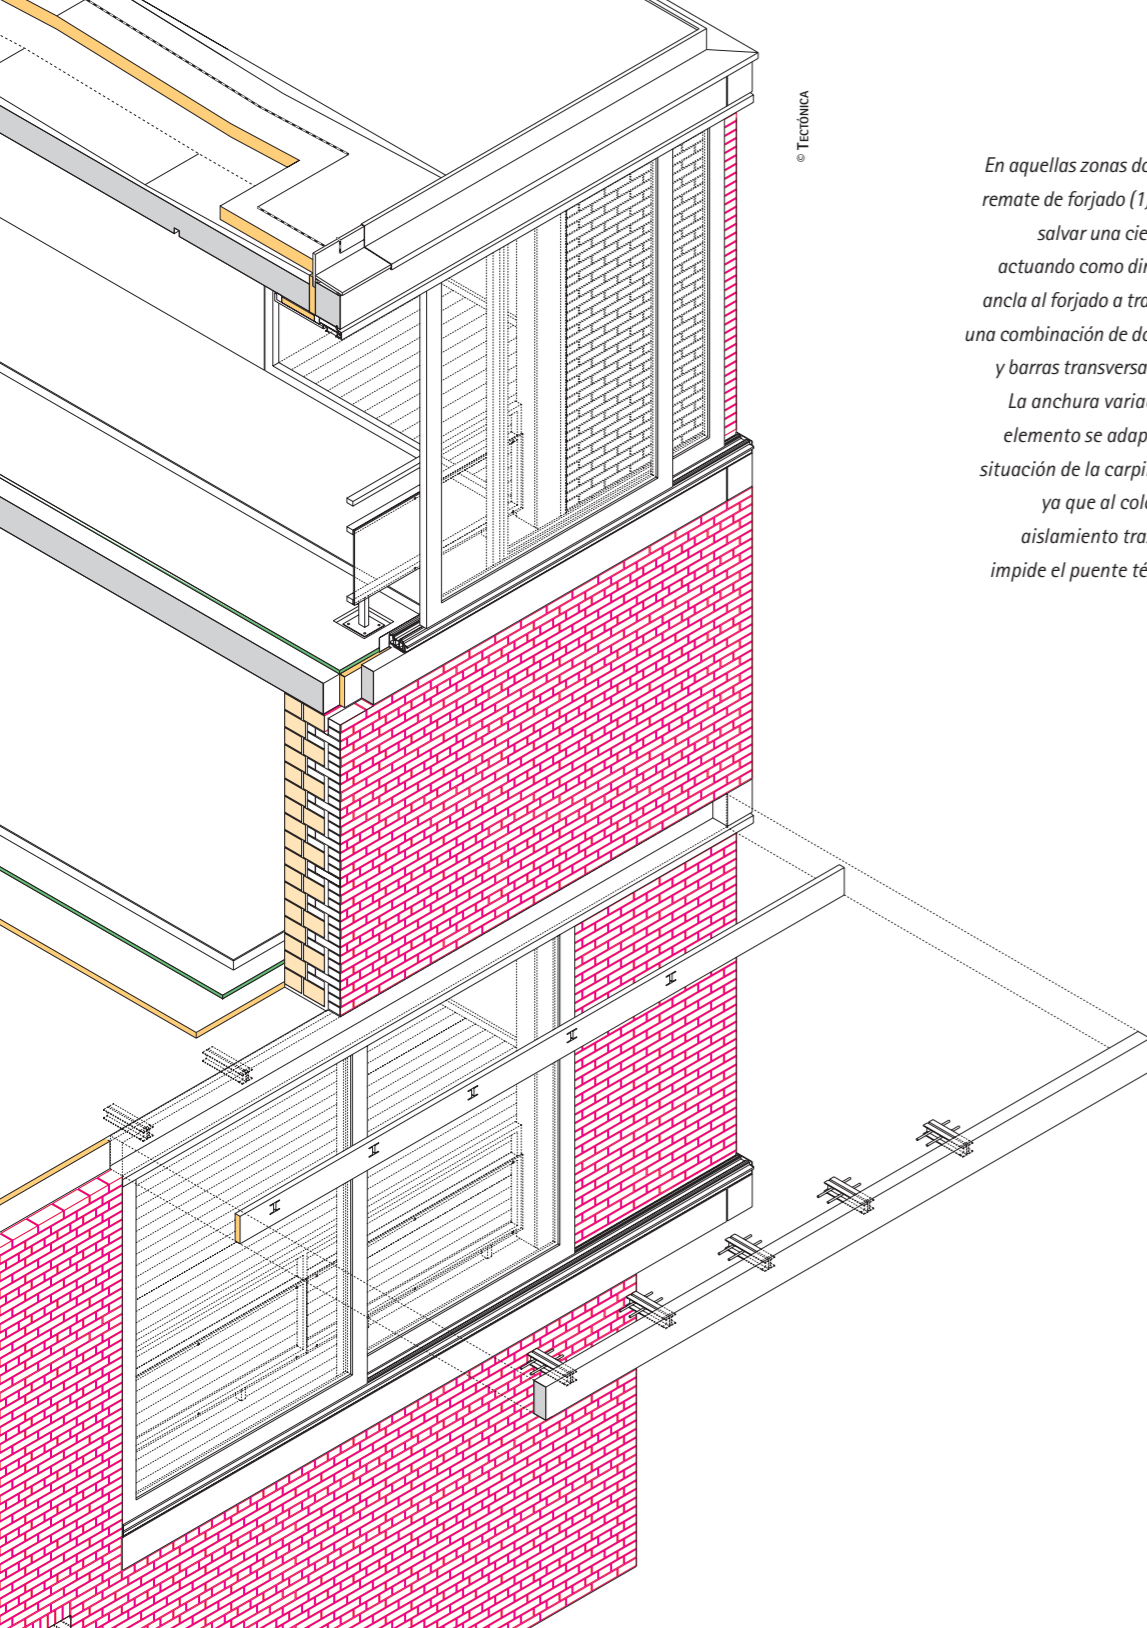 © TECTÓNICA
En aquellas zonas do
remate de forjado (1)
salvar una cie
actuando como din
ancla al forjado a tra
una combinación de do
y barras transversa
La anchura varia
elemento se adap
situación de la carpi
ya que al colo
aislamiento tra
impide el puente té